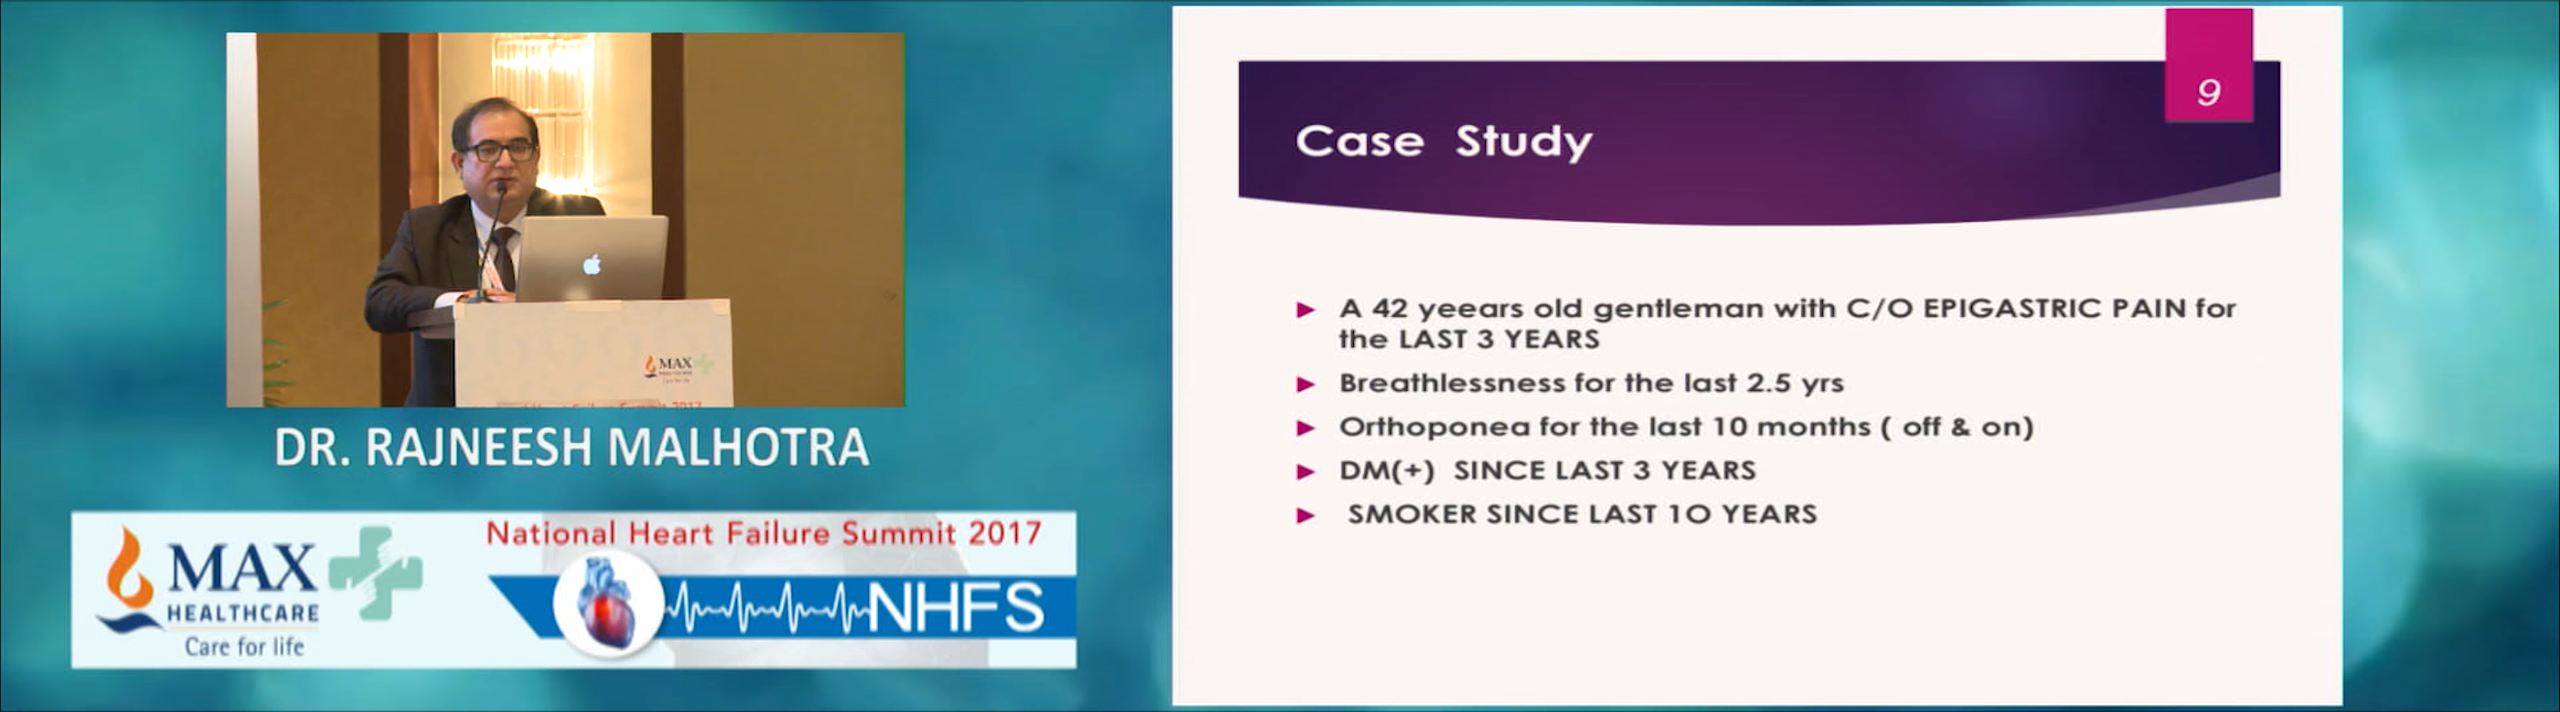 MAX
DR. RAJNEESH MALHOTRA
MAX
HEALTHCARE
Care for life
National Heart Failure Summit 2017
NHFS
9
Case Study
A 42 yeears old gentleman with C/O EPIGASTRIC PAIN for
the LAST 3 YEARS
Breathlessness for the last 2.5 yrs
Orthoponea for the last 10 months ( off & on)
DM(+) SINCE LAST 3 YEARS
SMOKER SINCE LAST 1O YEARS